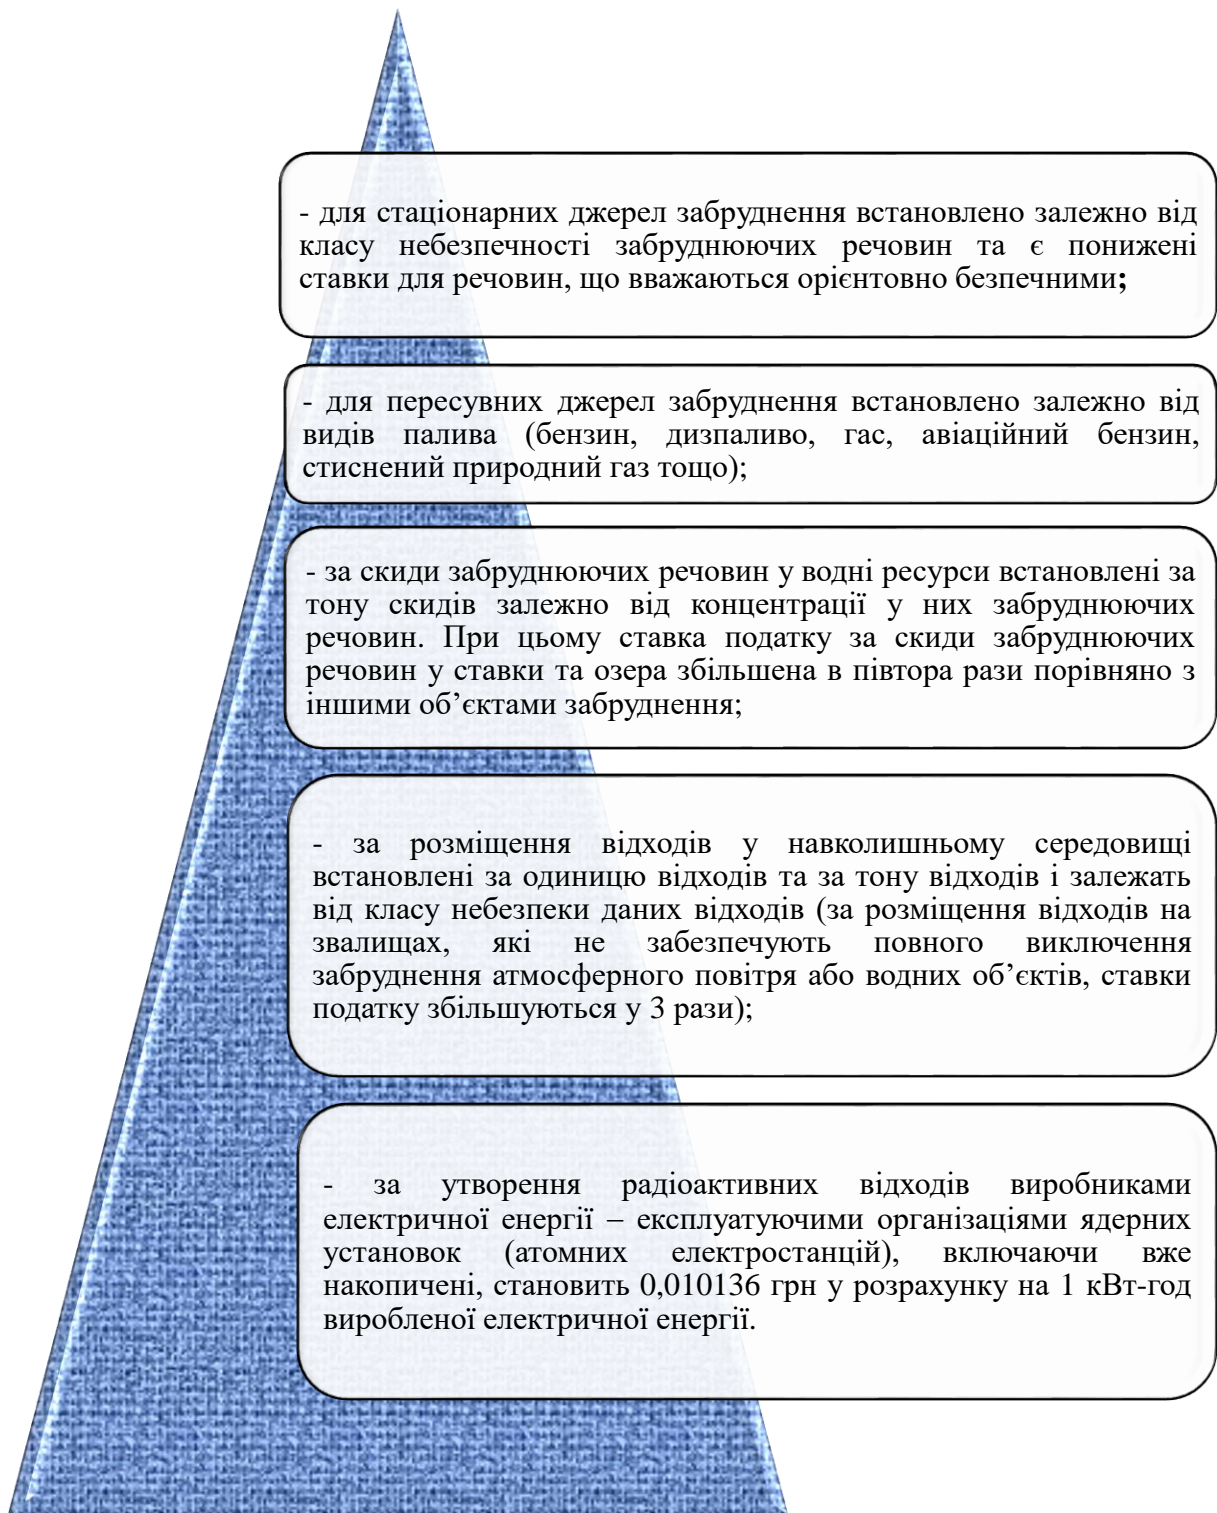 - для стаціонарних джерел забруднення встановлено залежно від
класу небезпечності забруднюючих речовин та є понижені
ставки для речовин, що вважаються орієнтовно безпечними;
- для пересувних джерел забруднення встановлено залежно від
видів палива (бензин, дизпаливо, гас, авіаційний бензин,
стиснений природний газ тощо);
- за скиди забруднюючих речовин у водні ресурси встановлені за
тону скидів залежно від концентрації у них забруднюючих
речовин. При цьому ставка податку за скиди забруднюючих
речовин у ставки та озера збільшена в півтора рази порівняно з
іншими об’єктами забруднення;
- за розміщення відходів у навколишньому середовищі
встановлені за одиницю відходів та за тону відходів і залежать
від класу небезпеки даних відходів (за розміщення відходів на
звалищах, які не забезпечують повного виключення
забруднення атмосферного повітря або водних об’єктів, ставки
податку збільшуються у 3 рази);
- за утворення радіоактивних відходів виробниками
електричної енергії – експлуатуючими організаціями ядерних
установок (атомних електростанцій), включаючи вже
накопичені, становить 0,010136 грн у розрахунку на 1 кВт-год
виробленої електричної енергії.